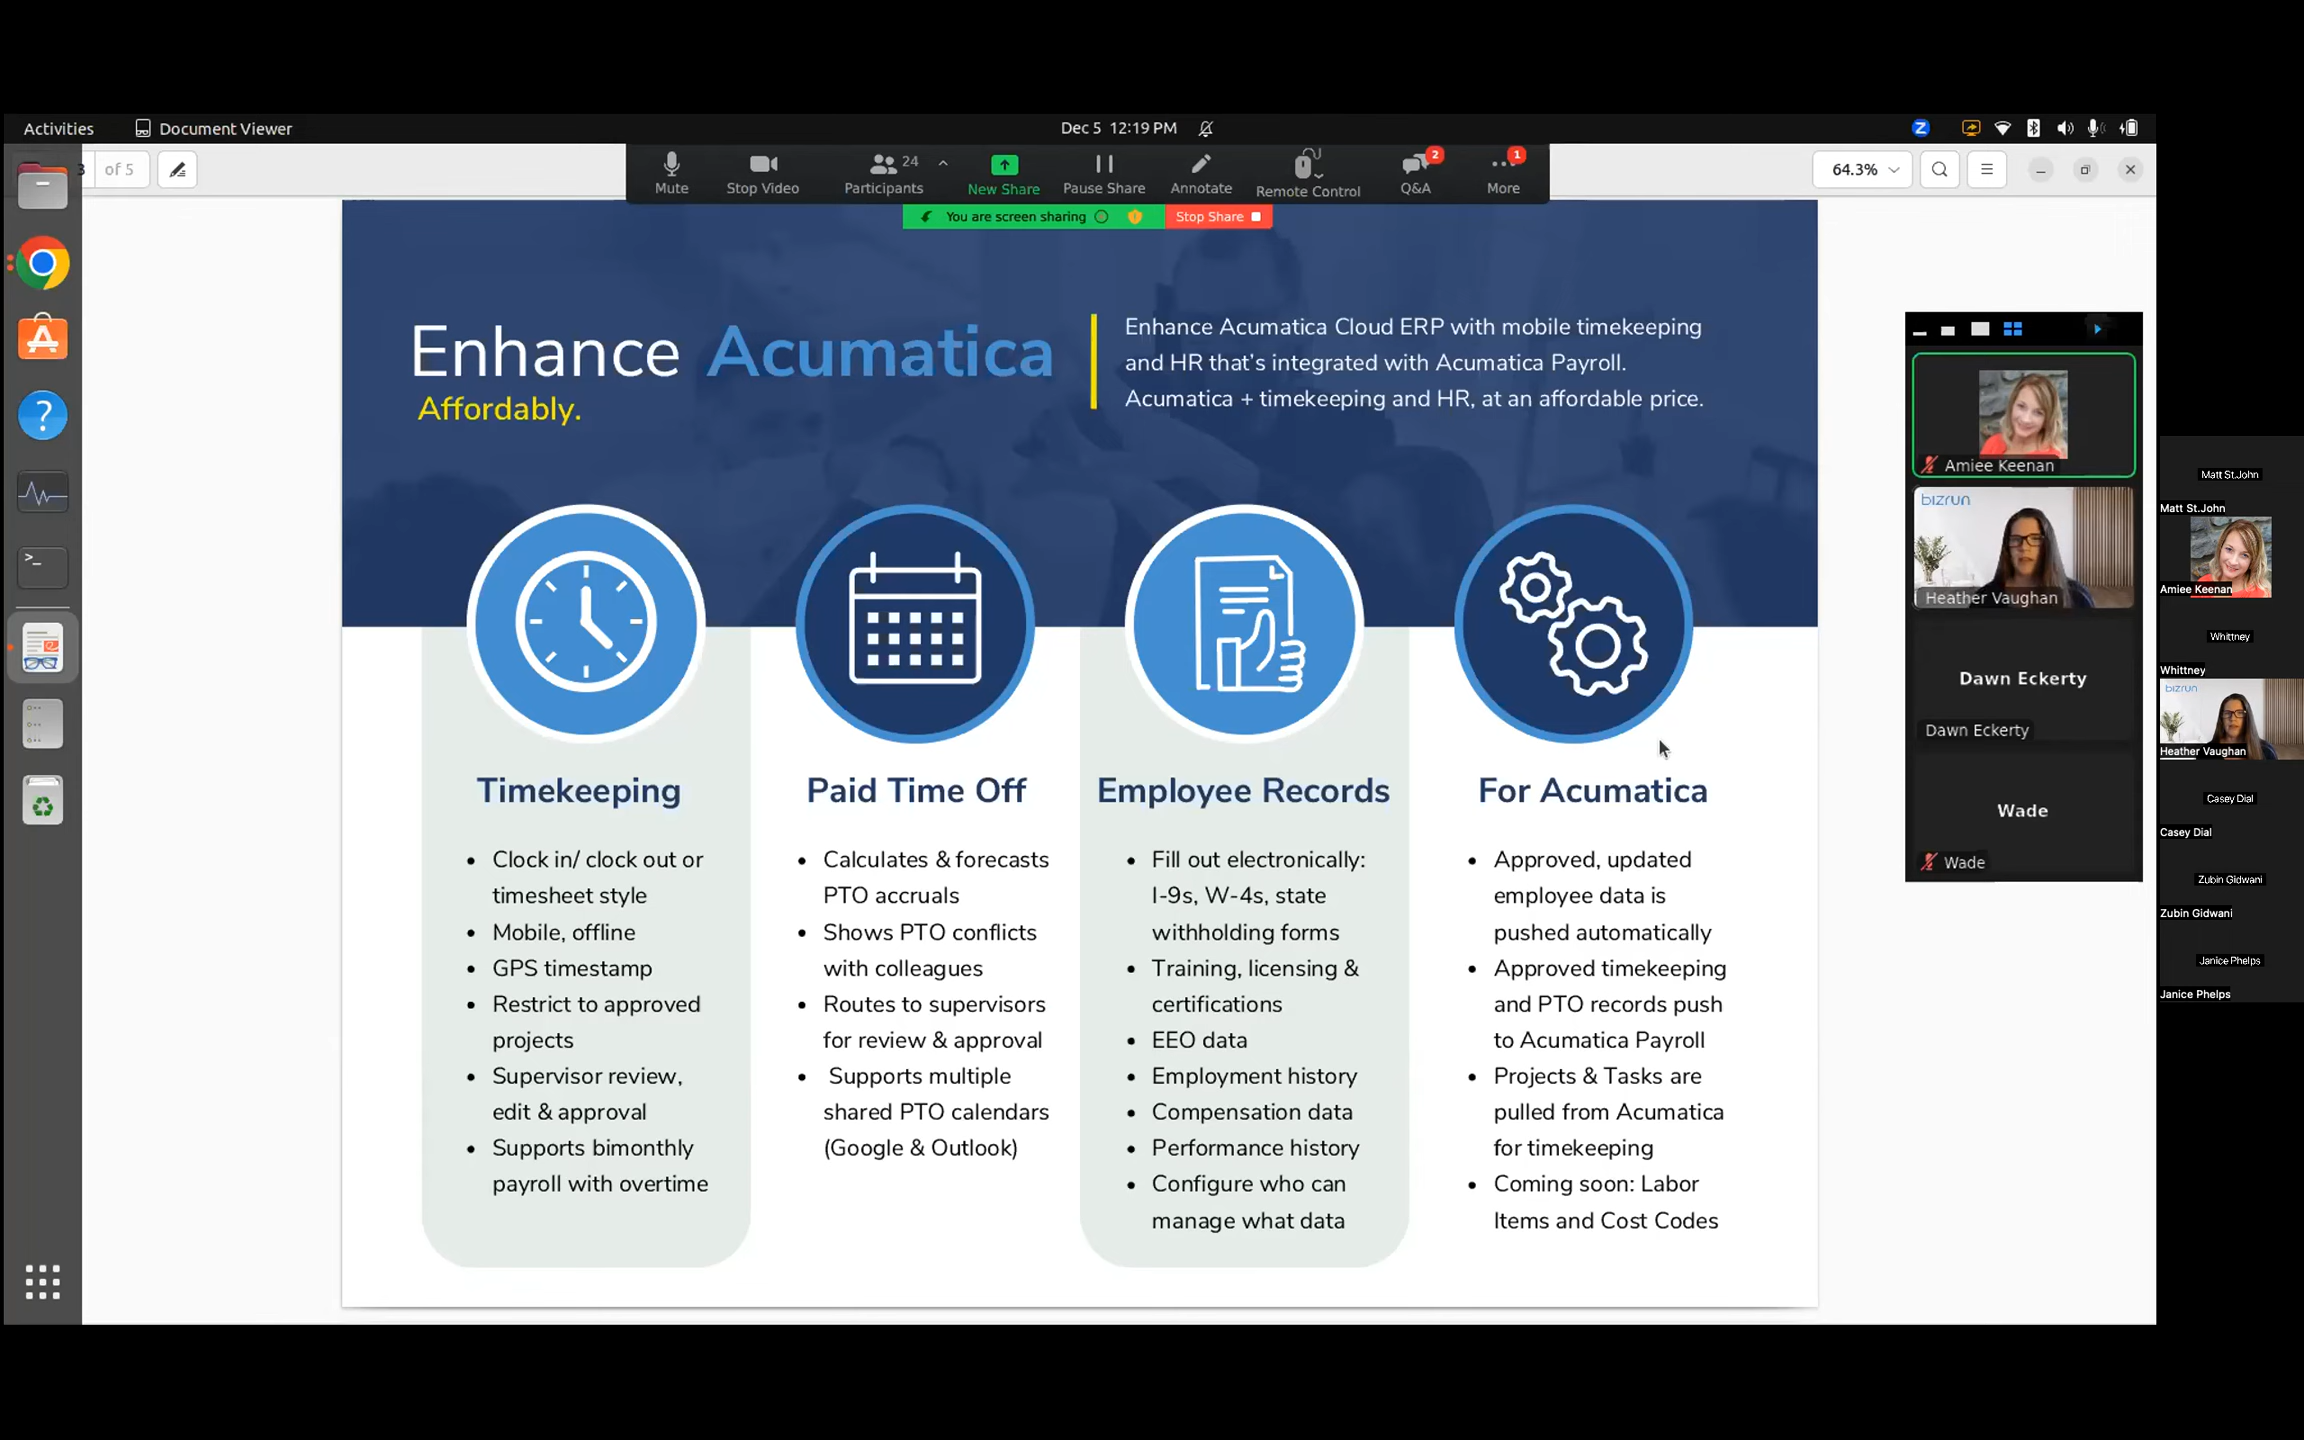 Activities
Document Viewer
Dec 5 12:19 PM
3 of 5
Mute
Stop Video
24
Participants
New Share
Pause Share
Annotate
Remote Control
2
Q&A
1
More
64.3%
You are screen sharing
Stop Share
Enhance Acumatica
Affordably.
Enhance Acumatica Cloud ERP with mobile timekeeping
and HR that's integrated with Acumatica Payroll.
Acumatica + timekeeping and HR, at an affordable price.
Timekeeping
• Clock in/ clock out or
timesheet style
• Mobile, offline
• GPS timestamp
• Restrict to approved
projects
• Supervisor review,
edit & approval
• Supports bimonthly
payroll with overtime
Paid Time Off
• Calculates & forecasts
PTO accruals
• Shows PTO conflicts
with colleagues
• Routes to supervisors
for review & approval
• Supports multiple
shared PTO calendars
(Google & Outlook)
Employee Records
• Fill out electronically:
I-9s, W-4s, state
withholding forms
• Training, licensing &
certifications
• EEO data
• Employment history
• Compensation data
• Performance history
• Configure who can
manage what data
For Acumatica
• Approved, updated
employee data is
pushed automatically
• Approved timekeeping
and PTO records push
to Acumatica Payroll
• Projects & Tasks are
pulled from Acumatica
for timekeeping
• Coming soon: Labor
Items and Cost Codes
Amiee Keenan
bizrun
Heather Vaughan
Dawn Eckerty
Dawn Eckerty
Wade
Wade
Matt St.John
Matt St.John
Amiee Keenan
Whittney
Whittney
bizrun
Heather Vaughan
Casey Dial
Casey Dial
Zubin Gidwani
Zubin Gidwani
Janice Phelps
Janice Phelps